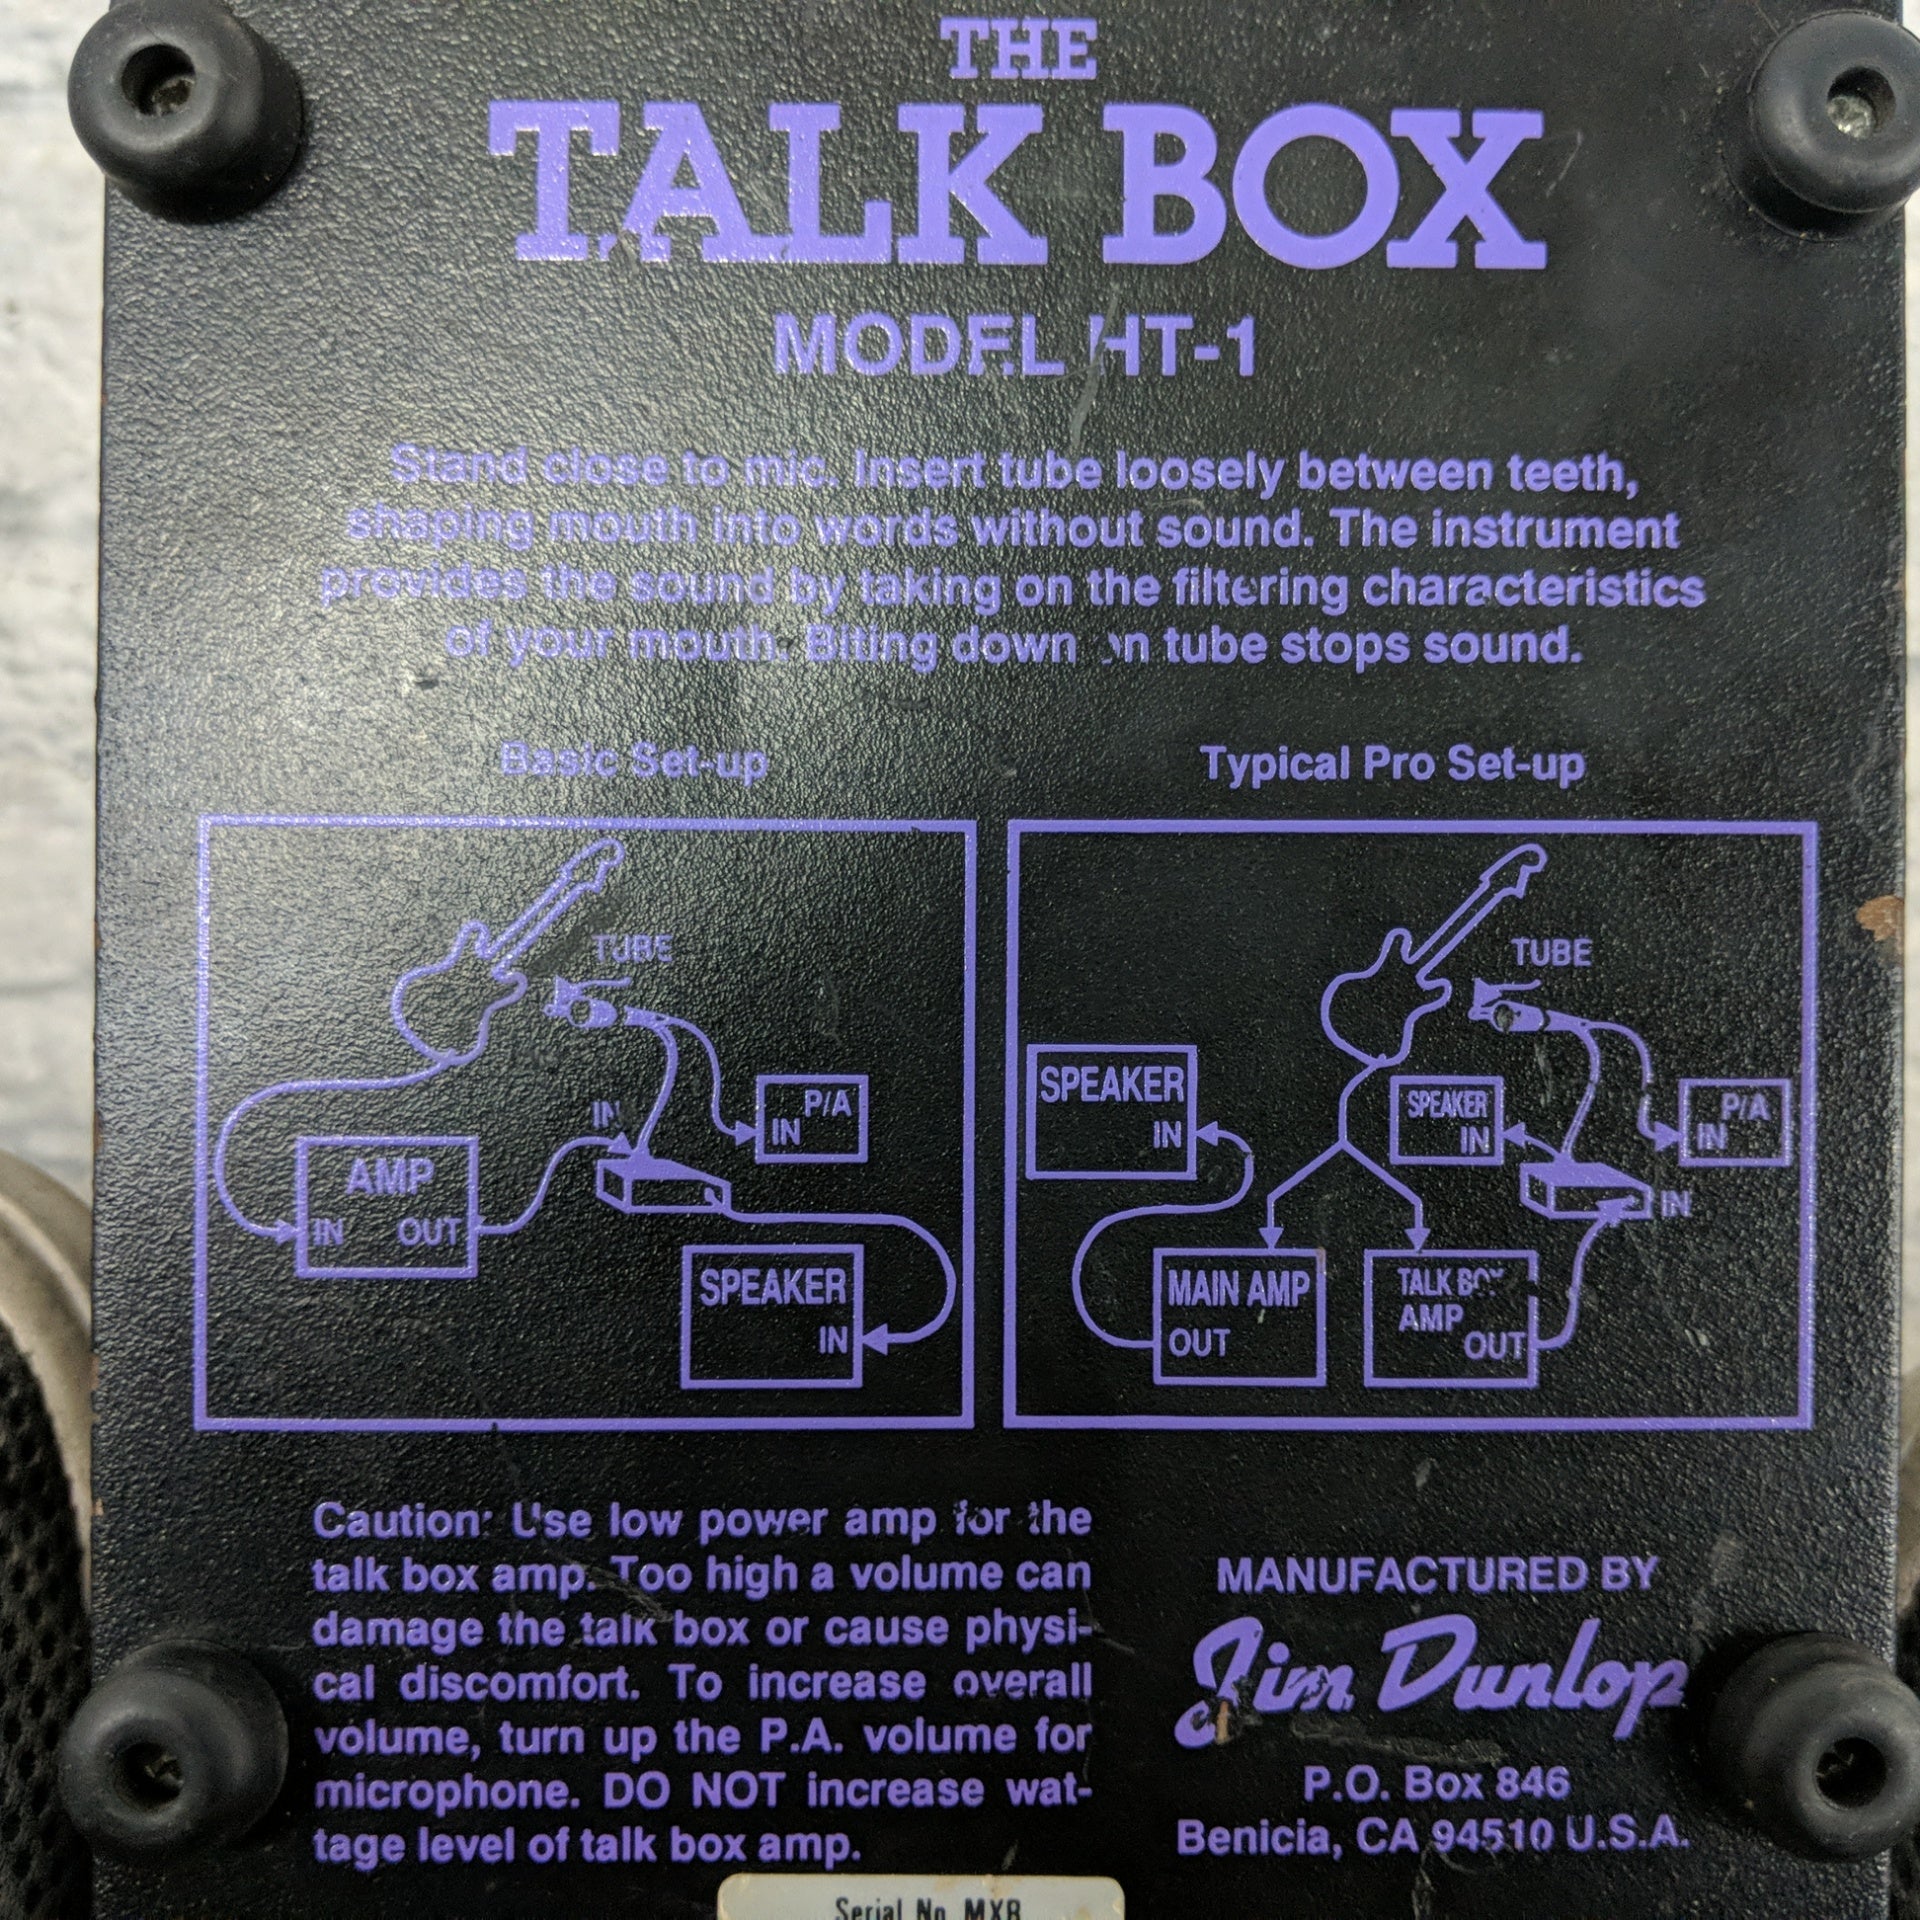 THE
TALK BOX
MODEL HT-1
Stand close to mic. Insert tube loosely between teeth,
shaping mouth into words without sound. The instrument
provides the sound by taking on the filtering characteristics
of your mouth. Biting down on tube stops sound.
Basic Set-up
TUBE
P/A
IN
IN
AMP
IN OUT
SPEAKER
IN
Typical Pro Set-up
TUBE
SPEAKER
IN
SPEAKER
IN
P/A
IN
IN
MAIN AMP
OUT
TALK BOX
AMP
OUT
Caution: Use low power amp for the
talk box amp. Too high a volume can
damage the talk box or cause physi-
cal discomfort. To increase overall
volume, turn up the P.A. volume for
microphone. DO NOT increase wat-
tage level of talk box amp.
MANUFACTURED BY
Jim Dunlop
P.O. Box 846
Benicia, CA 94510 U.S.A.
Serial No. MXR